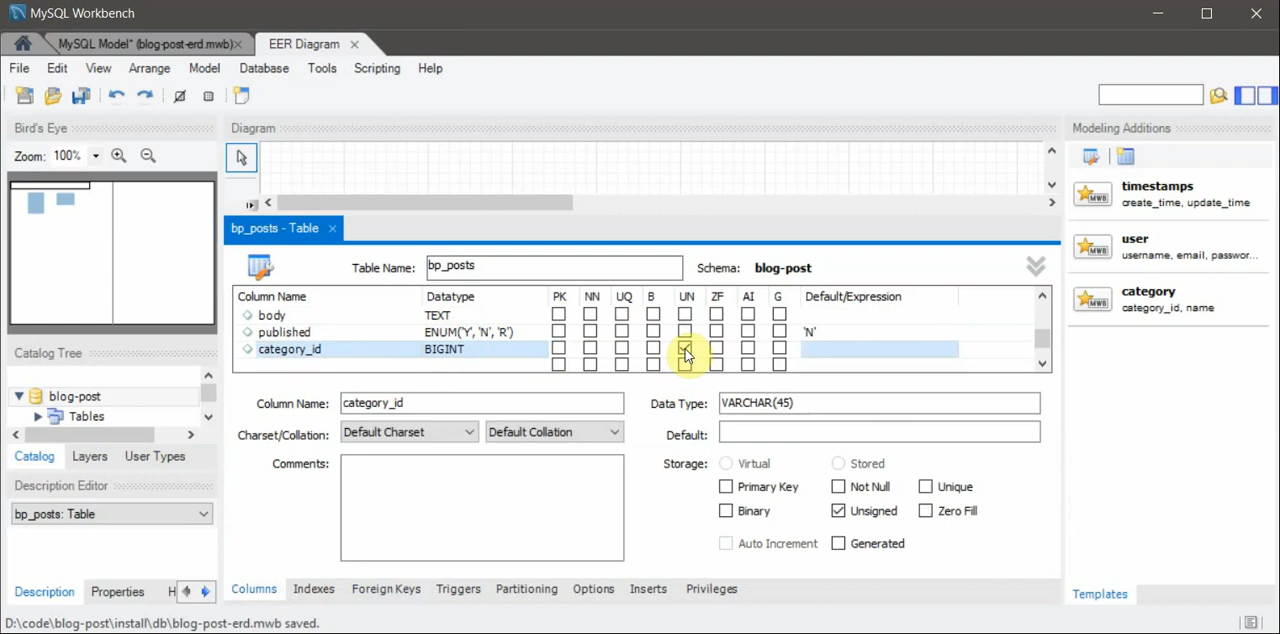 MySQL Workbench
MySQL Model* (blog-post-erd.mwb)
EER Diagram
File Edit View Arrange Model Database Tools Scripting Help
Bird's Eye
Diagram
Modeling Additions
Zoom: 100%
timestamps
create_time, update_time
user
username, email, passwor...
category
category_id, name
bp_posts - Table
Table Name: bp_posts Schema: blog-post
Column Name Datatype PK NN UQ B UN ZF AI G Default/Expression
body TEXT
published ENUM('Y', 'N', 'R') 'N'
category_id BIGINT
Catalog Tree
blog-post
Tables
Catalog Layers User Types
Column Name: category_id Data Type: VARCHAR(45)
Charset/Collation: Default Charset Default Collation Default:
Comments: Storage: Virtual Stored
Primary Key Not Null Unique
Binary Unsigned Zero Fill
Auto Increment Generated
Description Editor
bp_posts: Table
Description Properties H
Columns Indexes Foreign Keys Triggers Partitioning Options Inserts Privileges
Templates
D:\code\blog-post\install\db\blog-post-erd.mwb saved.